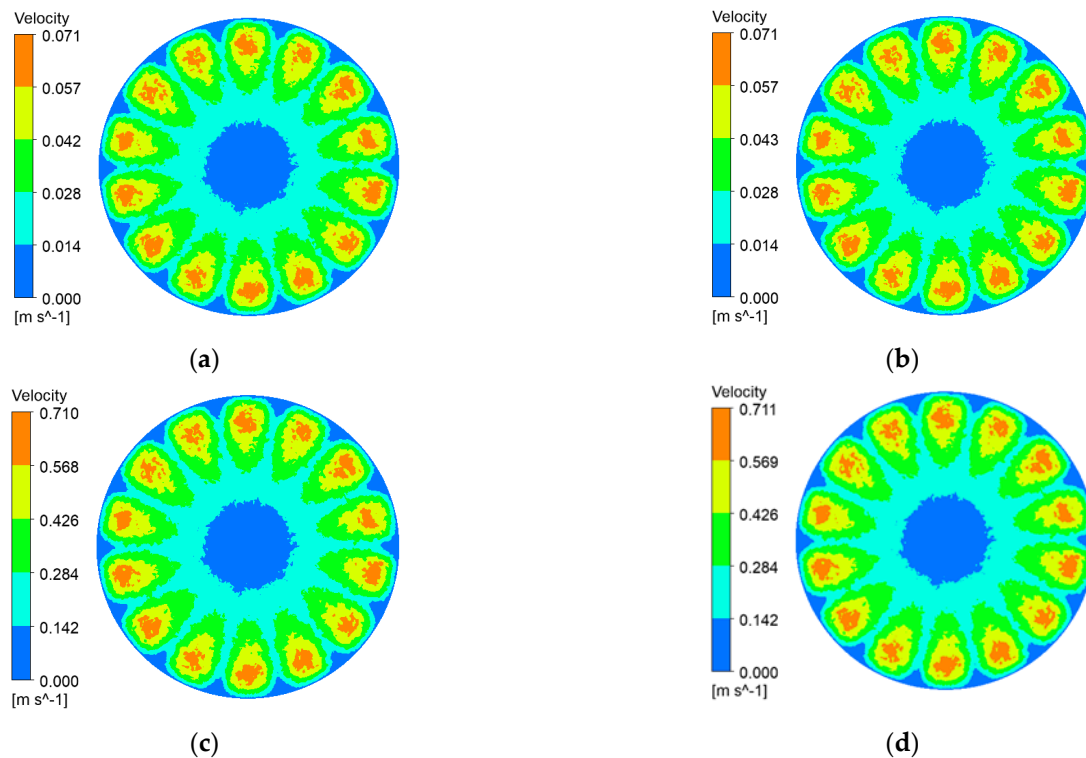 Velocity
0.071
0.057
0.042
0.028
0.014
0.000
[m s^-1]
(a)
Velocity
0.071
0.057
0.043
0.028
0.014
0.000
[m s^-1]
(b)
Velocity
0.710
0.568
0.426
0.284
0.142
0.000
[m s^-1]
(c)
Velocity
0.711
0.569
0.426
0.284
0.142
0.000
[m s^-1]
(d)